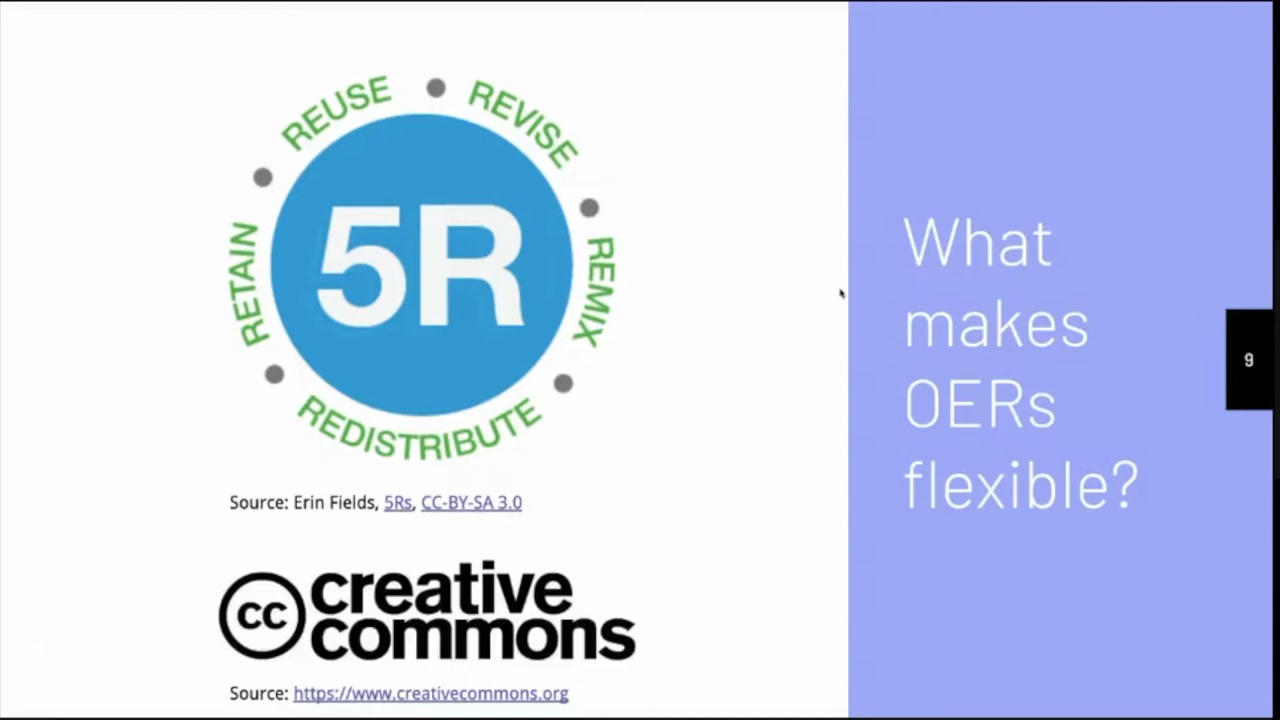 REUSE
REVISE
REMIX
REDISTRIBUTE
RETAIN
5R
Source: Erin Fields, 5Rs, CC-BY-SA 3.0
cc
creative
commons
Source: https://www.creativecommons.org
What
makes
OERs
flexible?
9